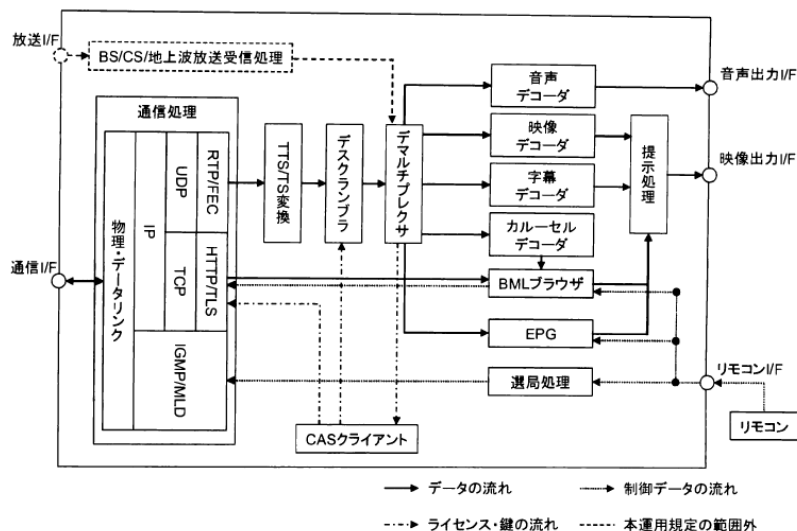 放送I/F
BS/CS/地上波放送受信処理
通信処理
物理・データリンク
IP
UDP
TCP
RTP/FEC
HTTP/TLS
IGMP/MLD
TTS/TS変換
デスクランブラ
デマルチプレクサ
音声
デコーダ
映像
デコーダ
字幕
デコーダ
カルーセル
デコーダ
BMLブラウザ
EPG
選局処理
提示処理
CASクライアント
音声出力I/F
映像出力I/F
通信I/F
リモコンI/F
リモコン
データの流れ
制御データの流れ
ライセンス・鍵の流れ
本運用規定の範囲外